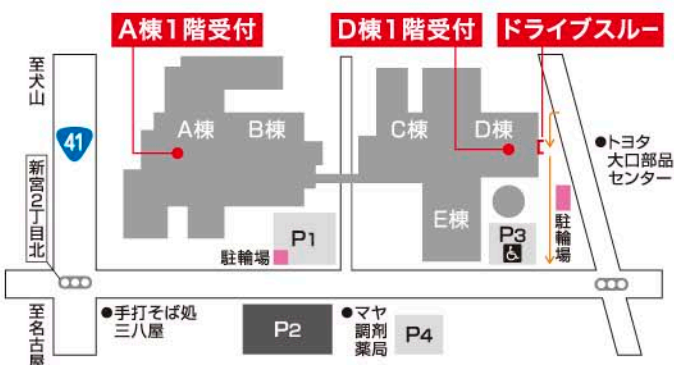 A棟1階受付
D棟1階受付
ドライブスルー
至犬山
41
新宮2丁目北
至名古屋
A棟
B棟
C棟
D棟
E棟
P1
駐輪場
P3
駐輪場
●トヨタ
大口部品
センター
●手打そば処
三八屋
P2
●マヤ
調剤
薬局
P4